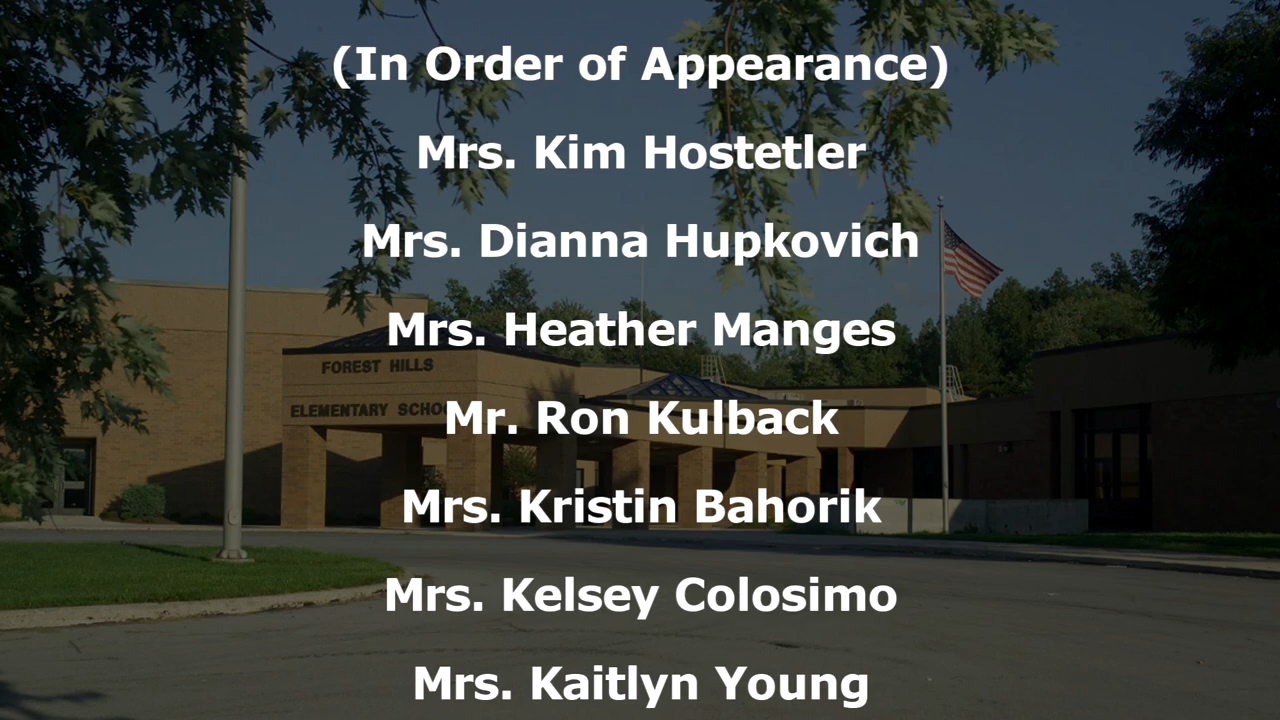 (In Order of Appearance)
Mrs. Kim Hostetler
Mrs. Dianna Hupkovich
Mrs. Heather Manges
FOREST HILLS
ELEMENTARY SCHOO
Mr. Ron Kulback
Mrs. Kristin Bahorik
Mrs. Kelsey Colosimo
Mrs. Kaitlyn Young